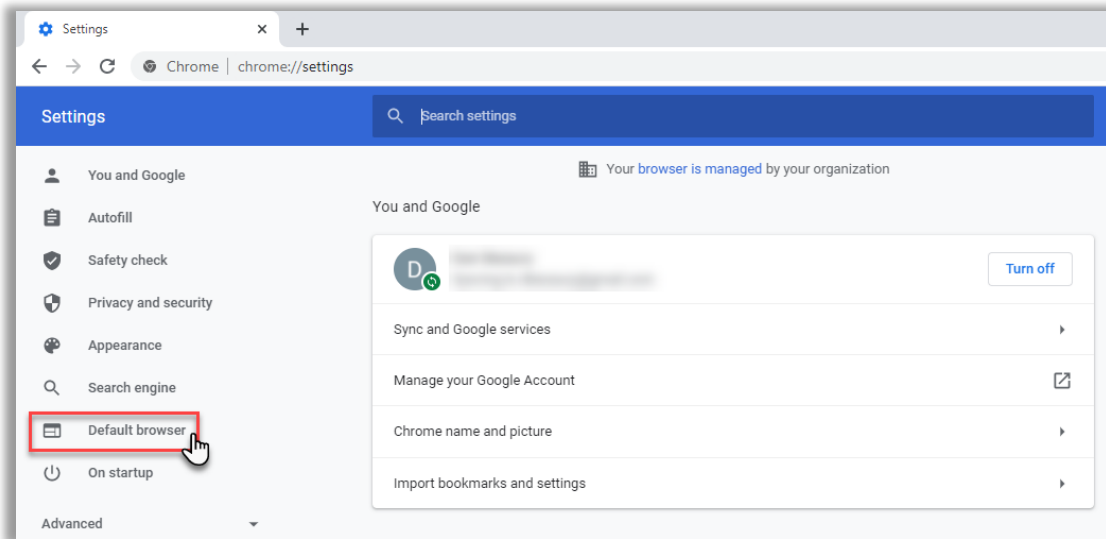 Settings
Chrome | chrome://settings
Settings
Search settings
Your browser is managed by your organization
You and Google
Autofill
Safety check
Privacy and security
Appearance
Search engine
Default browser
On startup
Advanced
You and Google
D
Turn off
Sync and Google services
Manage your Google Account
Chrome name and picture
Import bookmarks and settings